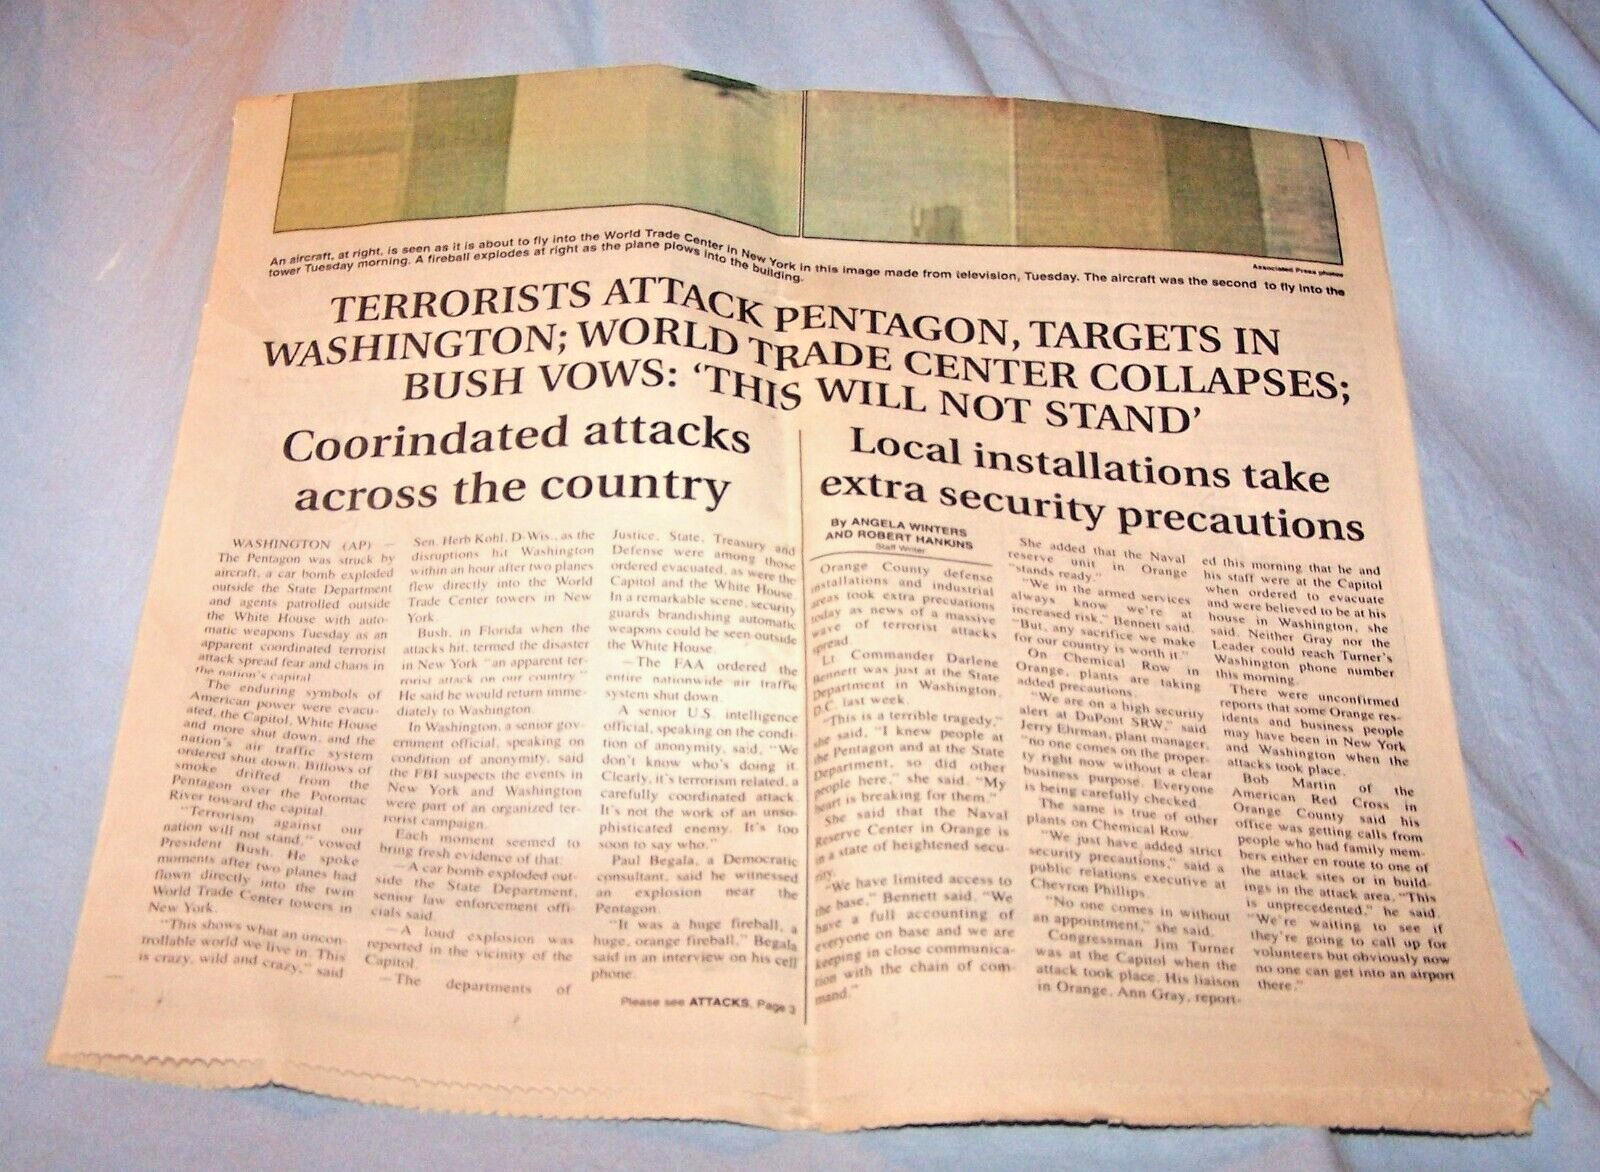 An aircraft, at right, is seen as it is about to fly into the World Trade Center in New York in this image made from television, Tuesday. The aircraft was the second to fly into the
tower Tuesday morning. A fireball explodes at right as the plane plows into the building.
Associated Press photos
TERRORISTS ATTACK PENTAGON, TARGETS IN
WASHINGTON; WORLD TRADE CENTER COLLAPSES;
BUSH VOWS: ‘THIS WILL NOT STAND’
Coorindated attacks
across the country
WASHINGTON (AP) —
The Pentagon was struck by
aircraft, a car bomb exploded
outside the State Department
and agents patrolled outside
the White House with auto-
matic weapons Tuesday as an
apparent coordinated terrorist
attack spread fear and chaos in
the nation's capital.
The enduring symbols of
American power were evacu-
ated, the Capitol, White House
and more shut down, and the
nation's air traffic system
ordered shut down. Billows of
smoke drifted from the
Pentagon over the Potomac
River toward the capital.
"Terrorism against our
nation will not stand," vowed
President Bush. He spoke
moments after two planes had
flown directly into the twin
World Trade Center towers in
New York.
"This shows what an uncon-
trollable world we live in. This
is crazy, wild and crazy," said
Sen. Herb Kohl, D-Wis., as the
disruptions hit Washington
within an hour after two planes
flew directly into the World
Trade Center towers in New
York.
Bush, in Florida when the
attacks hit, termed the disaster
in New York "an apparent ter-
rorist attack on our country."
He said he would return imme-
diately to Washington.
In Washington, a senior gov-
ernment official, speaking on
condition of anonymity, said
the FBI suspects the events in
New York and Washington
were part of an organized ter-
rorist campaign.
Each moment seemed to
bring fresh evidence of that:
—A car bomb exploded out-
side the State Department,
senior law enforcement offi-
cials said.
—A loud explosion was
reported in the vicinity of the
Capitol.
—The departments of
Justice, State, Treasury and
Defense were among those
ordered evacuated, as were the
Capitol and the White House.
In a remarkable scene, security
guards brandishing automatic
weapons could be seen outside
the White House.
—The FAA ordered the
entire nationwide air traffic
system shut down.
A senior U.S. intelligence
official, speaking on the condi-
tion of anonymity, said, "We
don't know who's doing it.
Clearly, it's terrorism related, a
carefully coordinated attack.
It's not the work of an unso-
phisticated enemy. It's too
soon to say who."
Paul Begala, a Democratic
consultant, said he witnessed
an explosion near the
Pentagon.
"It was a huge fireball, a
huge, orange fireball," Begala
said in an interview on his cell
phone.
Please see ATTACKS, Page 3
Local installations take
extra security precautions
By ANGELA WINTERS
AND ROBERT HANKINS
Staff Writer
Orange County defense
installations and industrial
areas took extra precuations
today as news of a massive
wave of terrorist attacks
spread.
Lt Commander Darlene
Bennett was just at the State
Department in Washington,
D.C. last week.
"This is a terrible tragedy,"
she said. "I knew people at
the Pentagon and at the State
Department, so did other
people here," she said. "My
heart is breaking for them."
She said that the Naval
Reserve Center in Orange is
in a state of heightened secu-
rity.
"We have limited access to
the base," Bennett said. "We
have a full accounting of
everyone on base and we are
keeping in close communica-
tion with the chain of com-
mand."
She added that the Naval
reserve unit in Orange
"stands ready."
"We in the armed services
always know we're at
increased risk," Bennett said.
"But, any sacrifice we make
for our country is worth it."
On Chemical Row in
Orange, plants are taking
added precautions.
"We are on a high security
alert at DuPont SRW," said
Jerry Ehrman, plant manager,
"no one comes on the proper-
ty right now without a clear
business purpose. Everyone
is being carefully checked.
The same is true of other
plants on Chemical Row.
"We just have added strict
security precautions," said a
public relations executive at
Chevron Phillips.
"No one comes in without
an appointment," she said.
Congressman Jim Turner
was at the Capitol when the
attack took place. His liaison
in Orange, Ann Gray, report-
ed this morning that he and
his staff were at the Capitol
when ordered to evacuate
and were believed to be at his
house in Washington, she
said. Neither Gray nor the
Leader could reach Turner's
Washington phone number
this morning.
There were unconfirmed
reports that some Orange res-
idents and business people
may have been in New York
and Washington when the
attacks took place.
Bob Martin of the
American Red Cross in
Orange County said his
office was getting calls from
people who had family mem-
bers either en route to one of
the attack sites or in build-
ings in the attack area. "This
is unprecedented," he said.
"We're waiting to see if
they're going to call up for
volunteers but obviously now
no one can get into an airport
there."